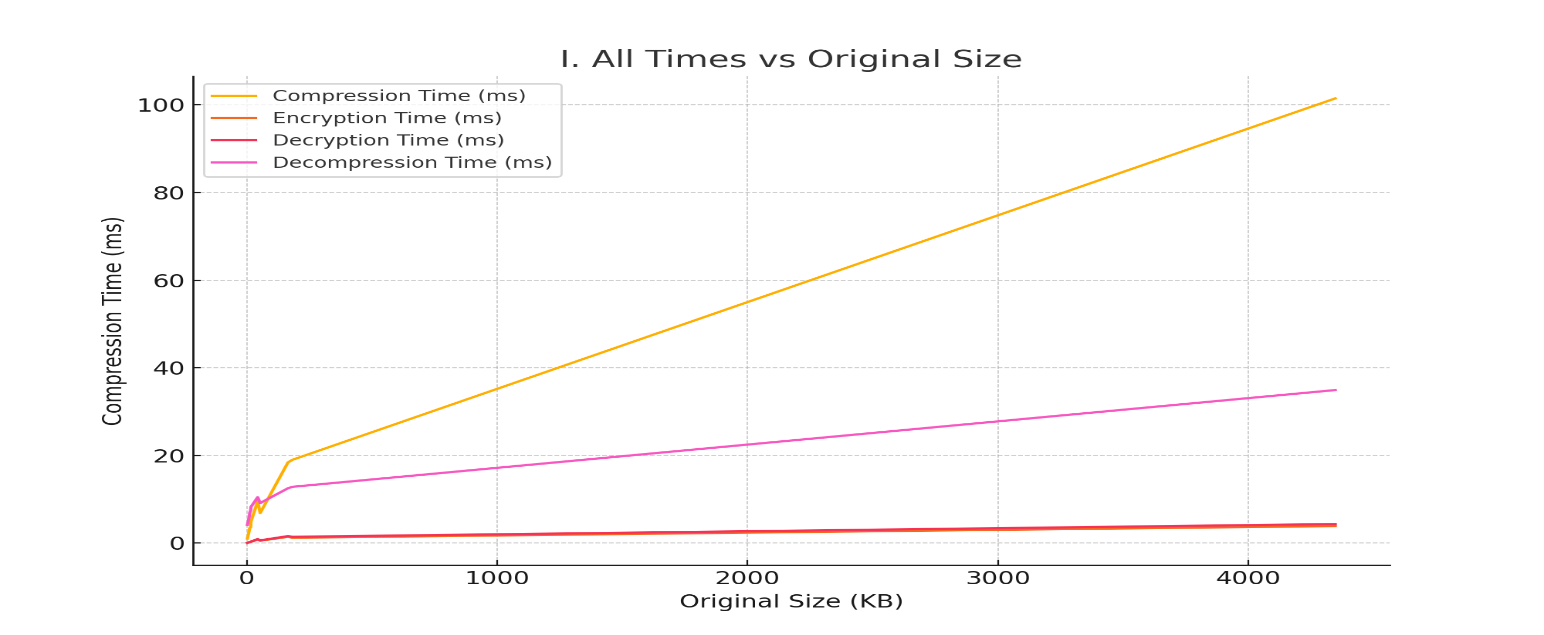 I. All Times vs Original Size
Compression Time (ms)
Encryption Time (ms)
Decryption Time (ms)
Decompression Time (ms)
Compression Time (ms)
100
80
60
40
20
0
0 1000 2000 3000 4000
Original Size (KB)